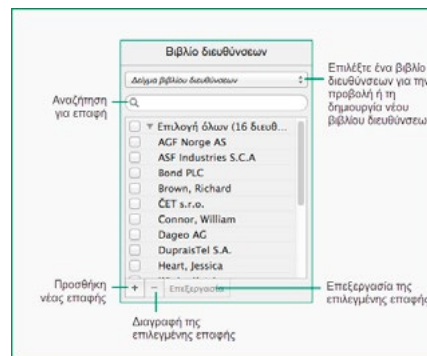 Βιβλίο διευθύνσεων
Δείγμα βιβλίου διευθύνσεων
Επιλέξτε ένα βιβλίο
διευθύνσεων για την
προβολή ή τη
δημιουργία νέου
βιβλίου διευθύνσεω
Αναζήτηση
για επαφή
Επιλογή όλων (16 διευθ...
AGF Norge AS
ASF Industries S.C.A
Bond PLC
Brown, Richard
ČET s.r.o.
Connor, William
Dageo AG
DupraisTel S.A.
Heart, Jessica
Προσθήκη
νέας επαφής
+ − Επεξεργασία
Επεξεργασία της
επιλεγμένης επαφής
Διαγραφή της
επιλεγμένης επαφής